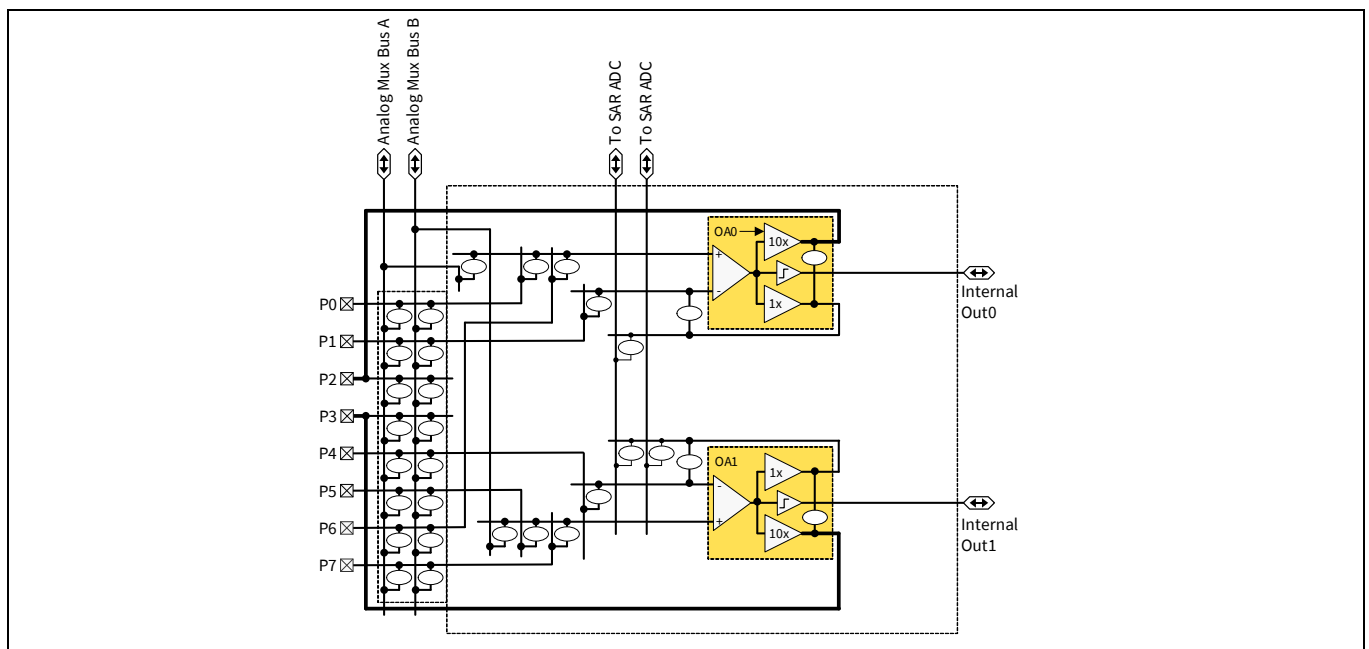 Analog Mux Bus A
Analog Mux Bus B
To SAR ADC
To SAR ADC
OA0
10x
+
-
1x
Internal
Out0
P0
P1
P2
P3
P4
P5
P6
P7
OA1
1x
-
+
10x
Internal
Out1